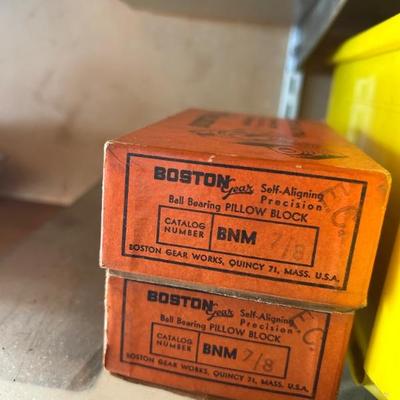 BOSTON Gear Self-Aligning
Precision
Ball Bearing PILLOW BLOCK
CATALOG
NUMBER
BNM 7/8
BOSTON GEAR WORKS, QUINCY 71, MASS. U.S.A.
BOSTON Gear Self-Aligning
Precision
Ball Bearing PILLOW BLOCK
E.C.
CATALOG
NUMBER
BNM 7/8
BOSTON GEAR WORKS, QUINCY 71, MASS. U.S.A.